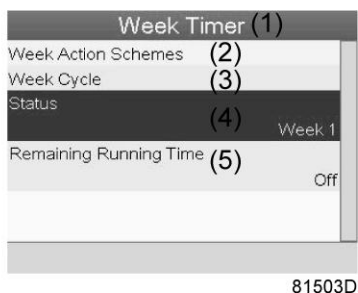 Week Timer (1)
Week Action Schemes (2)
Week Cycle (3)
Status (4)
Week 1
Remaining Running Time (5)
Off
81503D